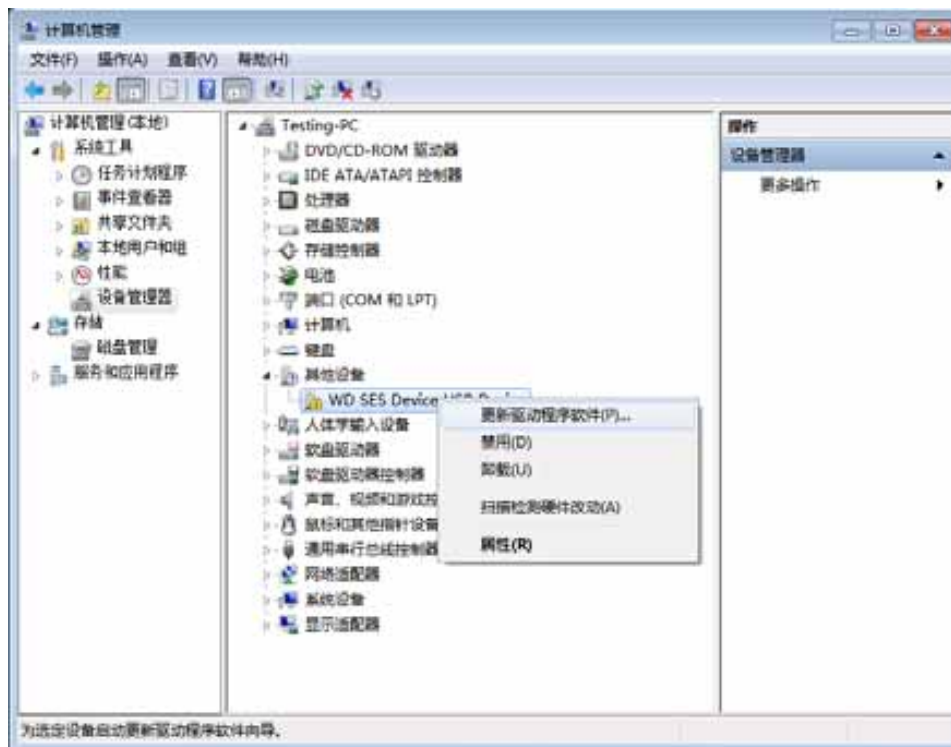 计算机管理
文件(F) 操作(A) 查看(V) 帮助(H)
计算机管理(本地)
系统工具
任务计划程序
事件查看器
共享文件夹
本地用户和组
性能
设备管理器
存储
磁盘管理
服务和应用程序
Testing-PC
DVD/CD-ROM 驱动器
IDE ATA/ATAPI 控制器
处理器
磁盘驱动器
存储控制器
电池
端口 (COM 和 LPT)
计算机
键盘
其他设备
WD SES Device
人体学输入设备
软盘驱动器
软盘驱动器控制器
声音、视频和游戏控
鼠标和其他指针设备
通用串行总线控制器
网络适配器
系统设备
显示适配器
更新驱动程序软件(P)...
禁用(D)
卸载(U)
扫描检测硬件改动(A)
属性(R)
操作
设备管理器
更多操作
为选定设备启动更新驱动程序软件向导。